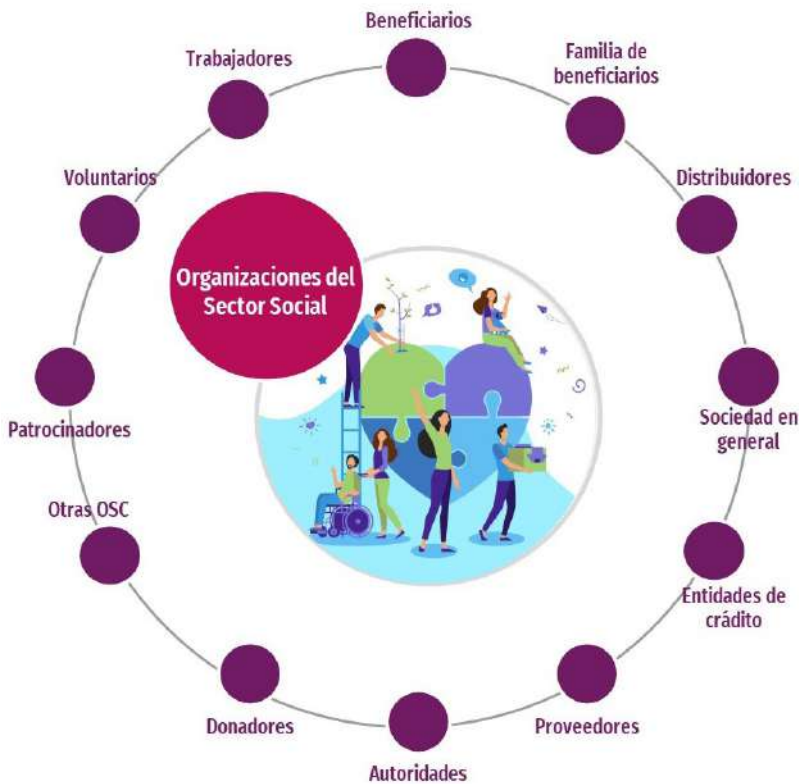 Beneficiarios
Trabajadores
Familia de
beneficiarios
Voluntarios
Distribuidores
Organizaciones del
Sector Social
Patrocinadores
Sociedad en
general
Otras OSC
Entidades de
crédito
Donadores
Proveedores
Autoridades